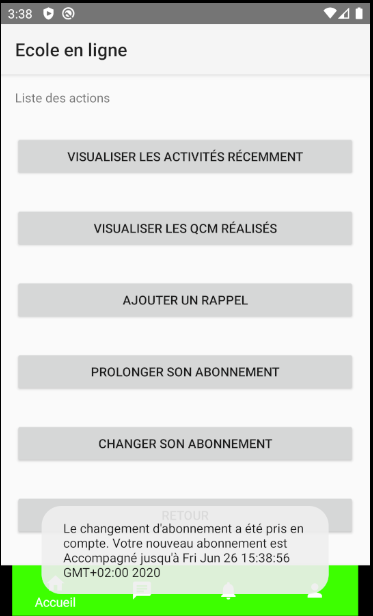 3:38
Ecole en ligne
Liste des actions
VISUALISER LES ACTIVITÉS RÉCEMMENT
VISUALISER LES QCM RÉALISÉS
AJOUTER UN RAPPEL
PROLONGER SON ABONNEMENT
CHANGER SON ABONNEMENT
RETOUR
Le changement d'abonnement a été pris en
compte. Votre nouveau abonnement est
Accompagné jusqu'à Fri Jun 26 15:38:56
GMT+02:00 2020
Accueil